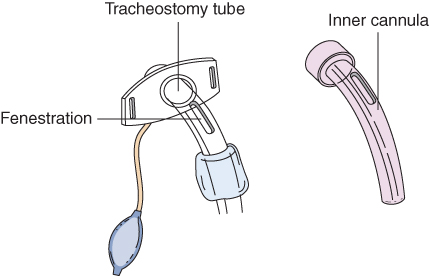 Tracheostomy tube
Inner cannula
Fenestration